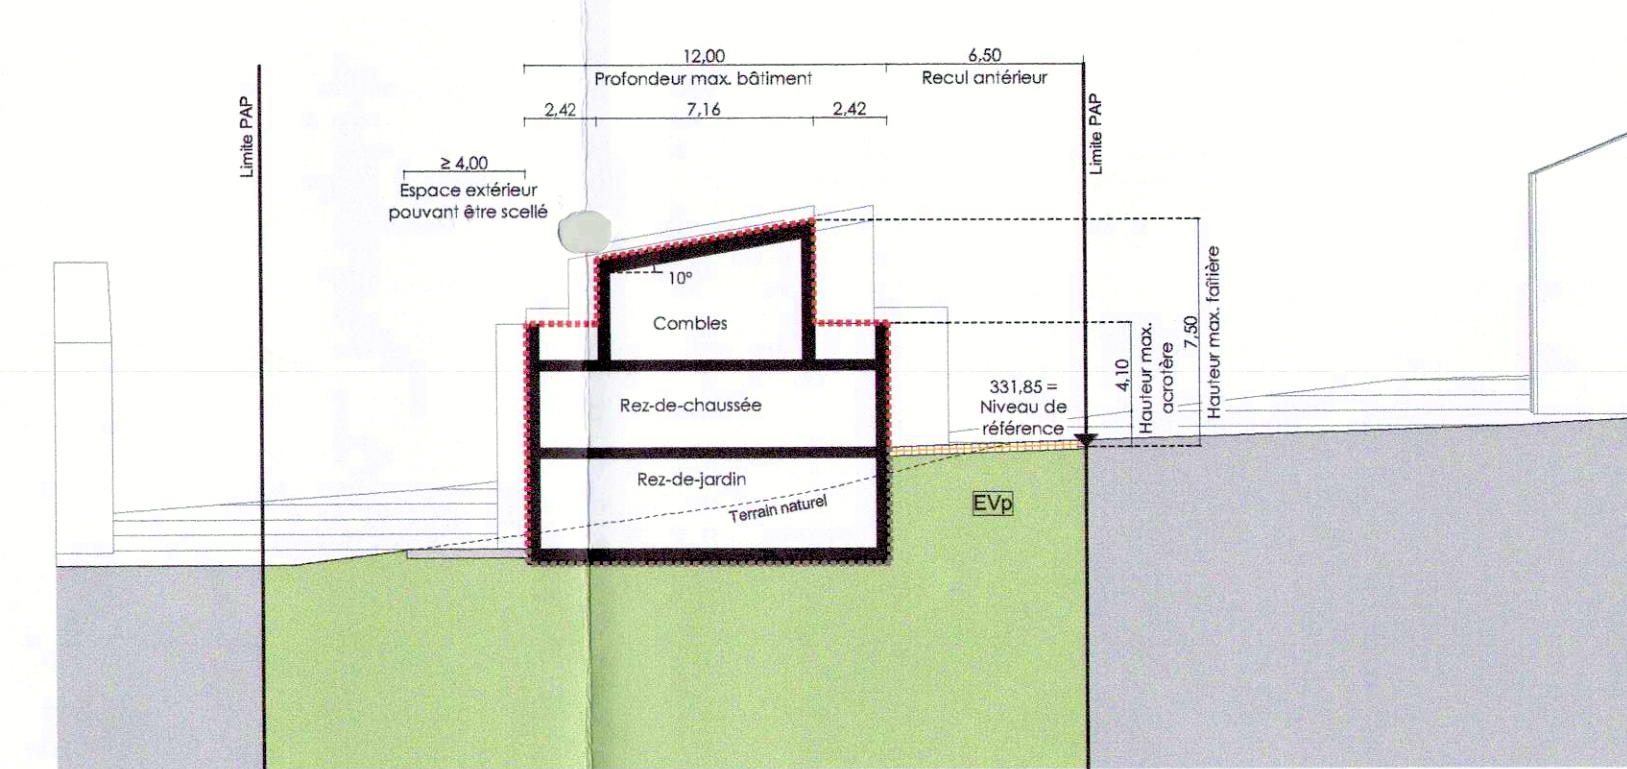 12,00
6,50
Profondeur max. bâtiment
Recul antérieur
2,42
7,16
2,42
Limite PAP
Limite PAP
≥ 4,00
Espace extérieur
pouvant être scellé
10°
Combles
Rez-de-chaussée
331,85 =
Niveau de
référence
4,10
Hauteur max.
acrotère
7,50
Hauteur max. faîtière
Rez-de-jardin
Terrain naturel
EVp